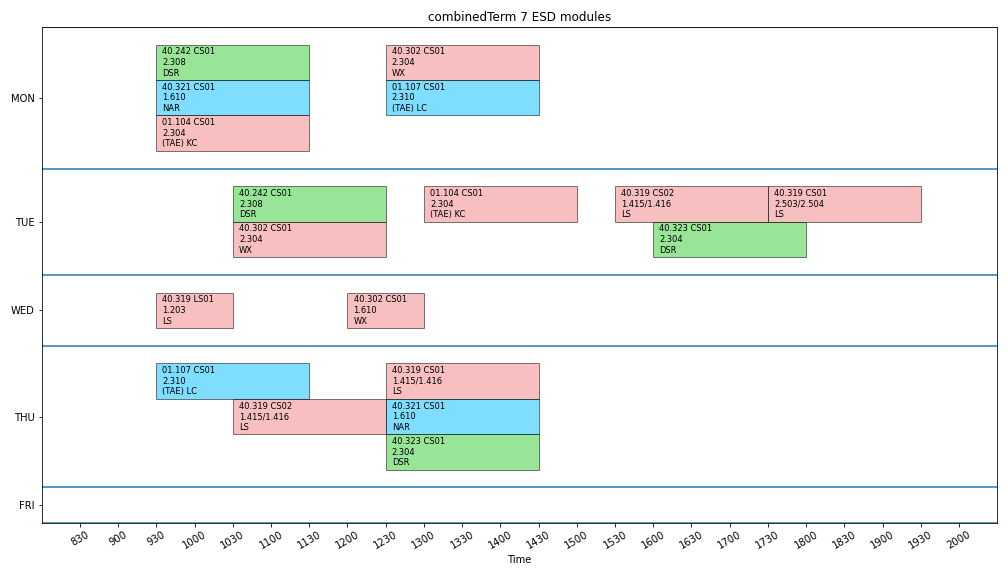 combinedTerm 7 ESD modules
MON
40.242 CS01
2.308
DSR
40.321 CS01
1.610
NAR
01.104 CS01
2.304
(TAE) KC
40.302 CS01
2.304
WX
01.107 CS01
2.310
(TAE) LC
TUE
40.242 CS01
2.308
DSR
40.302 CS01
2.304
WX
01.104 CS01
2.304
(TAE) KC
40.319 CS02
1.415/1.416
LS
40.319 CS01
2.503/2.504
LS
40.323 CS01
2.304
DSR
WED
40.319 LS01
1.203
LS
40.302 CS01
1.610
WX
THU
01.107 CS01
2.310
(TAE) LC
40.319 CS02
1.415/1.416
LS
40.319 CS01
1.415/1.416
LS
40.321 CS01
1.610
NAR
40.323 CS01
2.304
DSR
FRI
830 900 930 1000 1030 1100 1130 1200 1230 1300 1330 1400 1430 1500 1530 1600 1630 1700 1730 1800 1830 1900 1930 2000
Time